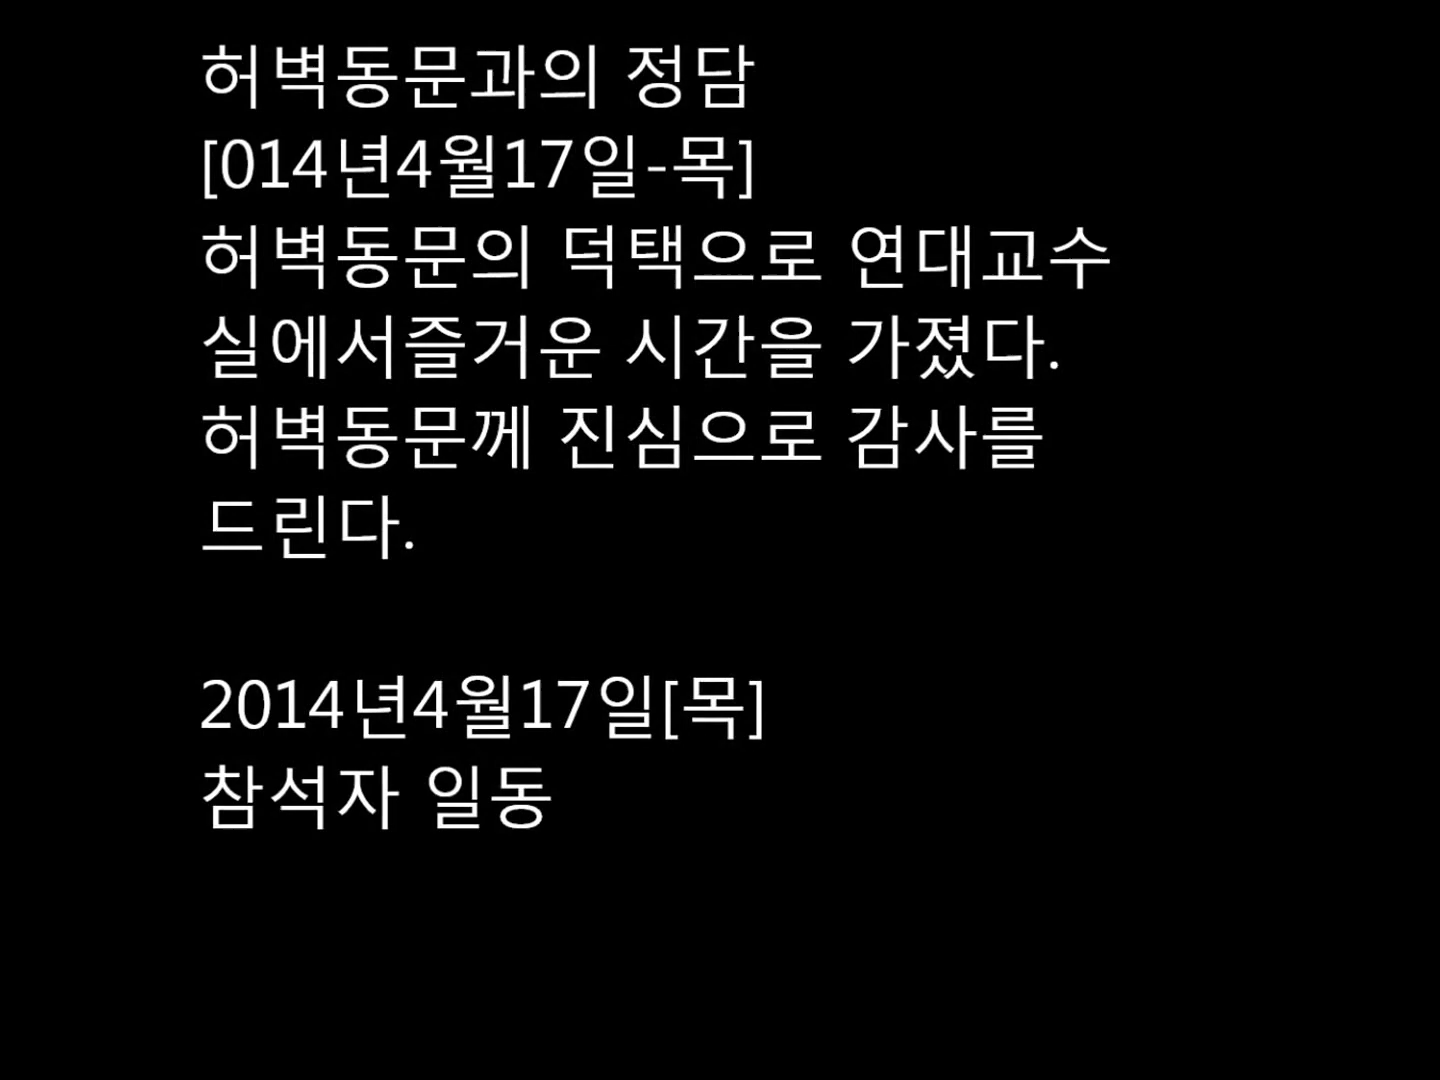 허벽동문과의 정담
[014년4월17일-목]
허벽동문의 덕택으로 연대교수
실에서즐거운 시간을 가졌다.
허벽동문께 진심으로 감사를
드린다.
2014년4월17일[목]
참석자 일동